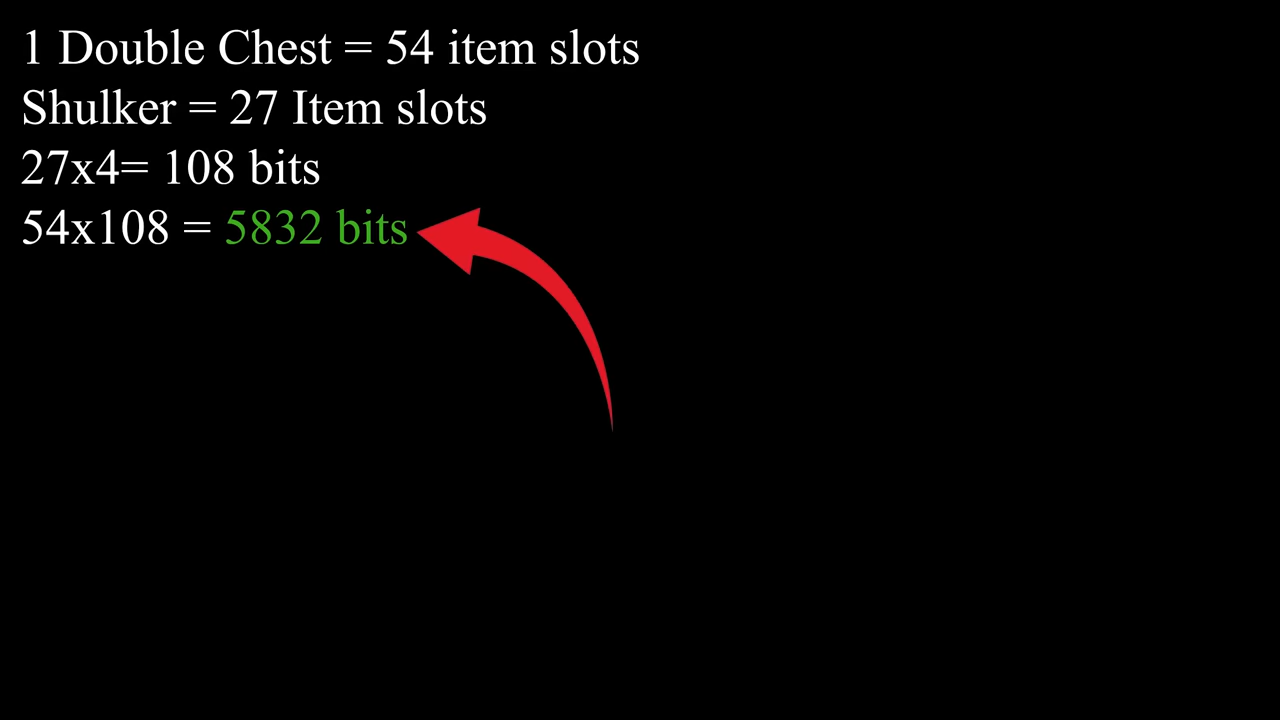 1 Double Chest = 54 item slots
Shulker = 27 Item slots
27x4= 108 bits
54x108 = 5832 bits